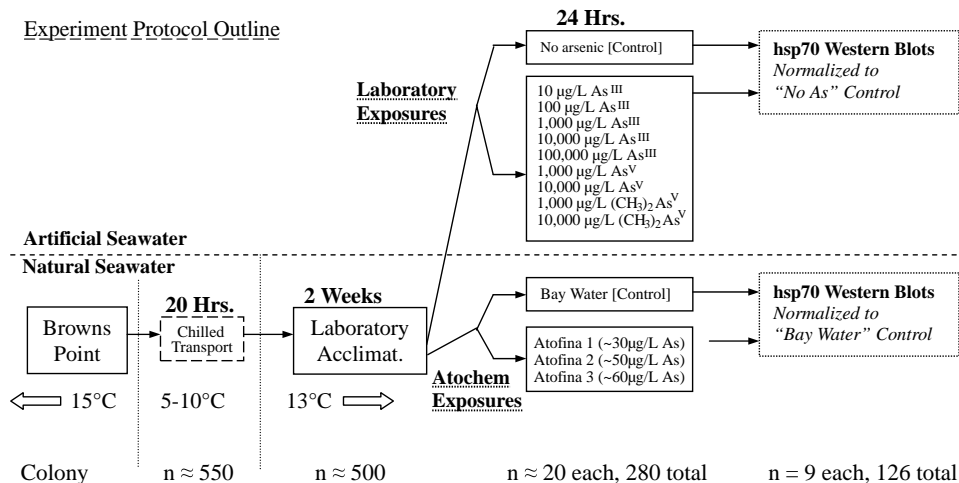 Experiment Protocol Outline
24 Hrs.
No arsenic [Control]
hsp70 Western Blots
Normalized to
“No As” Control
Laboratory
Exposures
10 µg/L As^III
100 µg/L As^III
1,000 µg/L As^III
10,000 µg/L As^III
100,000 µg/L As^III
1,000 µg/L As^V
10,000 µg/L As^V
1,000 µg/L (CH₃)₂As^V
10,000 µg/L (CH₃)₂As^V
Artificial Seawater
Natural Seawater
Browns
Point
20 Hrs.
Chilled
Transport
2 Weeks
Laboratory
Acclimat.
Atochem
Exposures
Bay Water [Control]
Atofina 1 (~30µg/L As)
Atofina 2 (~50µg/L As)
Atofina 3 (~60µg/L As)
hsp70 Western Blots
Normalized to
“Bay Water” Control
15°C
5-10°C
13°C
Colony
n ≈ 550
n ≈ 500
n ≈ 20 each, 280 total
n = 9 each, 126 total